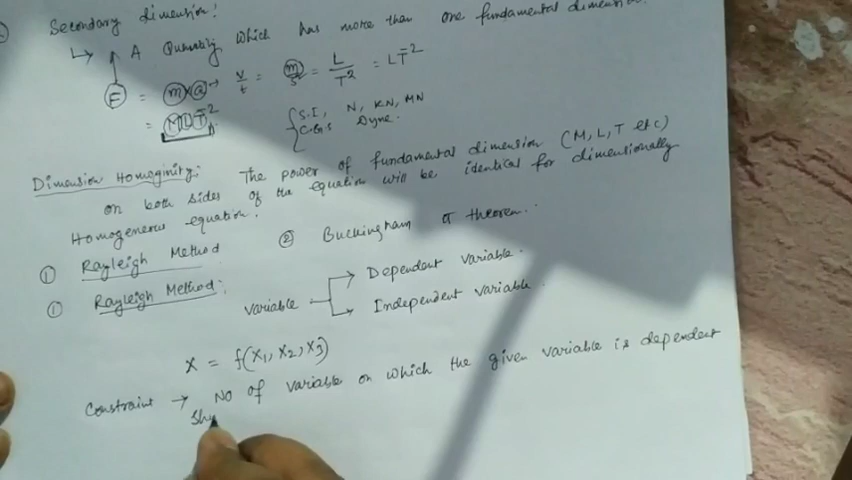 Secondary dimension:
↳ A Quantity which has more than one fundamental dimension.
F = m × a → v/t = m/s² = L/T² = LT⁻²
= MLT⁻²
{ S.I, N, KN, MN
C.G.S Dyne.
Dimension Homoginity: The power of fundamental dimension (M, L, T etc)
on both sides of the equation will be identical for dimensionally
Homogeneous equation.
① Rayleigh Method ② Buckingham π theorem.
① Rayleigh Method:
variable → Dependent variable.
→ Independent variable.
X = f(X₁, X₂, X₃)
Constraint → NO of variable on which the given variable is dependent